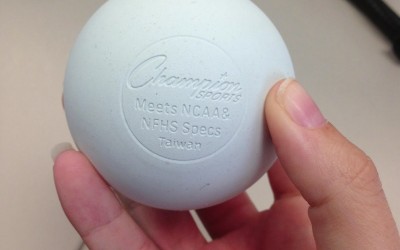 Champion
SPORTS
Meets NCAA&
NFHS Specs
Taiwan